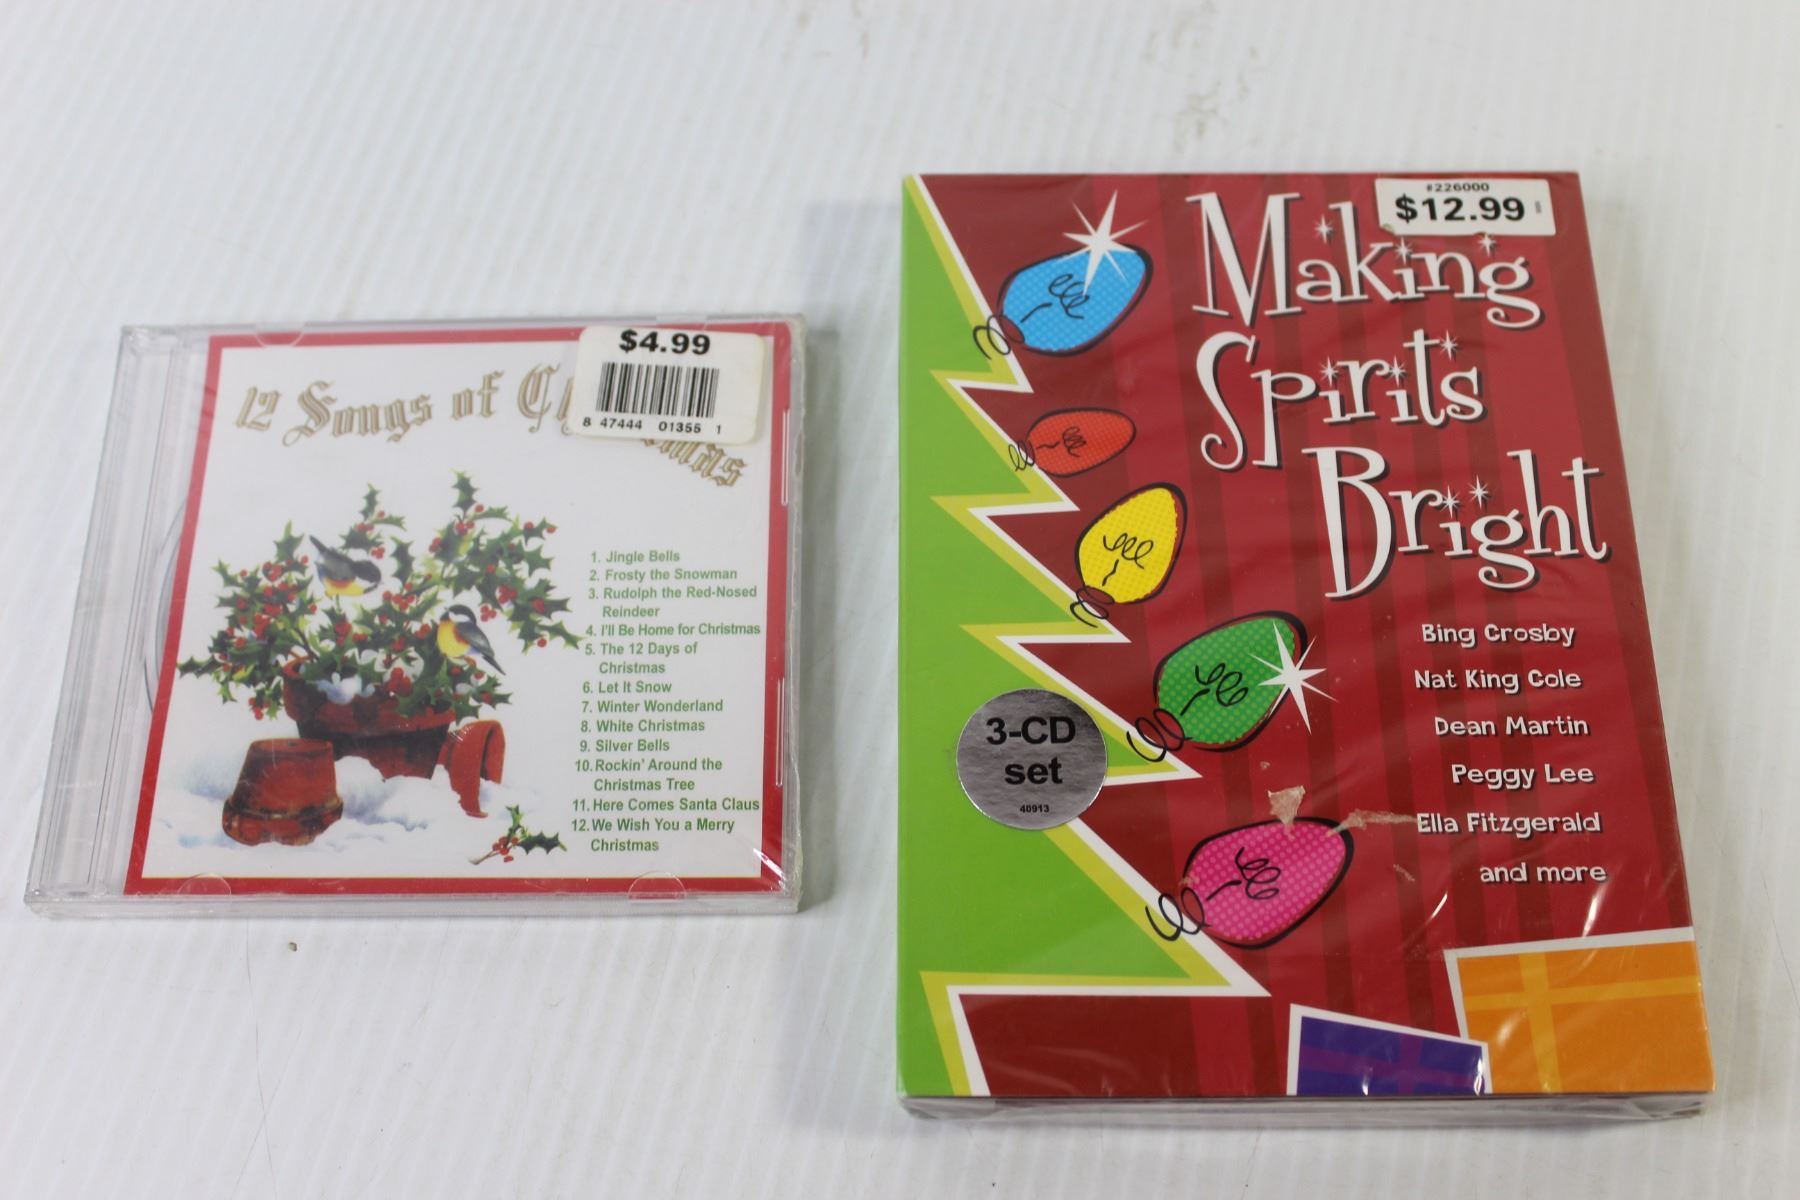 $4.99
8 47444 01355 1
12 Songs of
1. Jingle Bells
2. Frosty the Snowman
3. Rudolph the Red-Nosed
Reindeer
4. I'll Be Home for Christmas
5. The 12 Days of
Christmas
6. Let It Snow
7. Winter Wonderland
8. White Christmas
9. Silver Bells
10. Rockin' Around the
Christmas Tree
11. Here Comes Santa Claus
12. We Wish You a Merry
Christmas
#226000
$12.99
Making
Spirits
Bright
Bing Crosby
Nat King Cole
Dean Martin
Peggy Lee
Ella Fitzgerald
and more
3-CD
set
40913